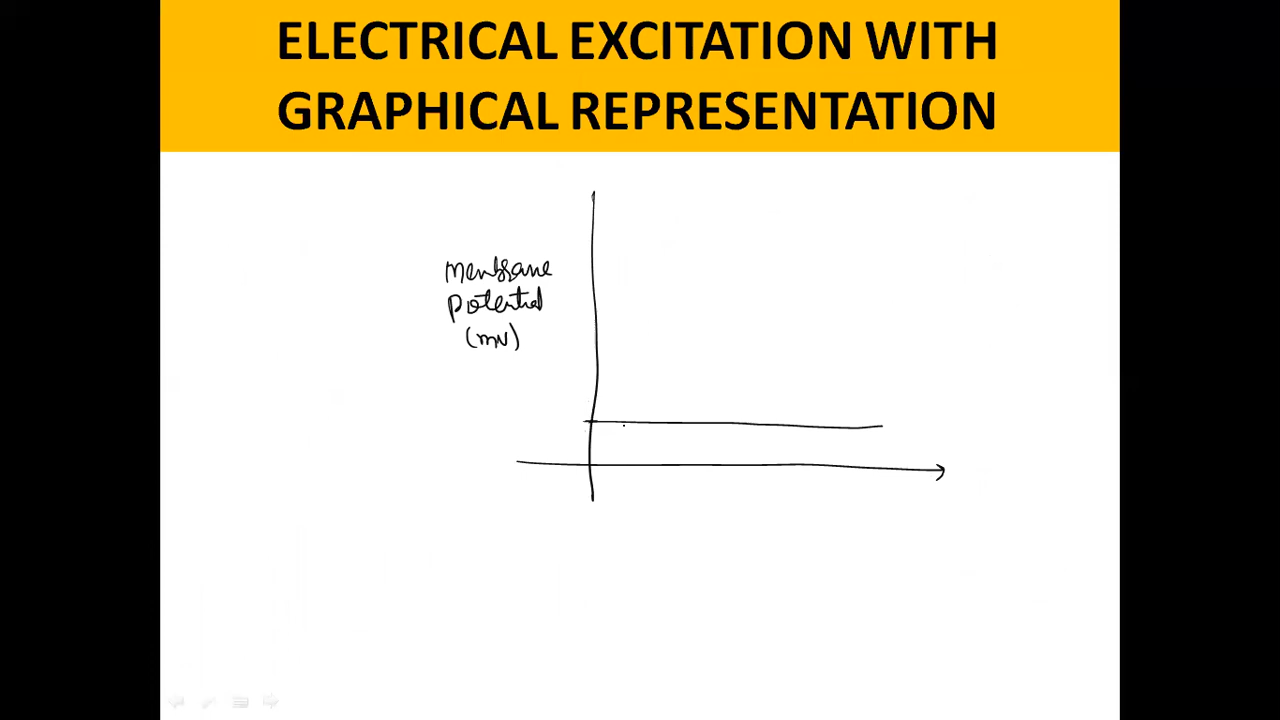 ELECTRICAL EXCITATION WITH
GRAPHICAL REPRESENTATION
membrane
potential
(mv)